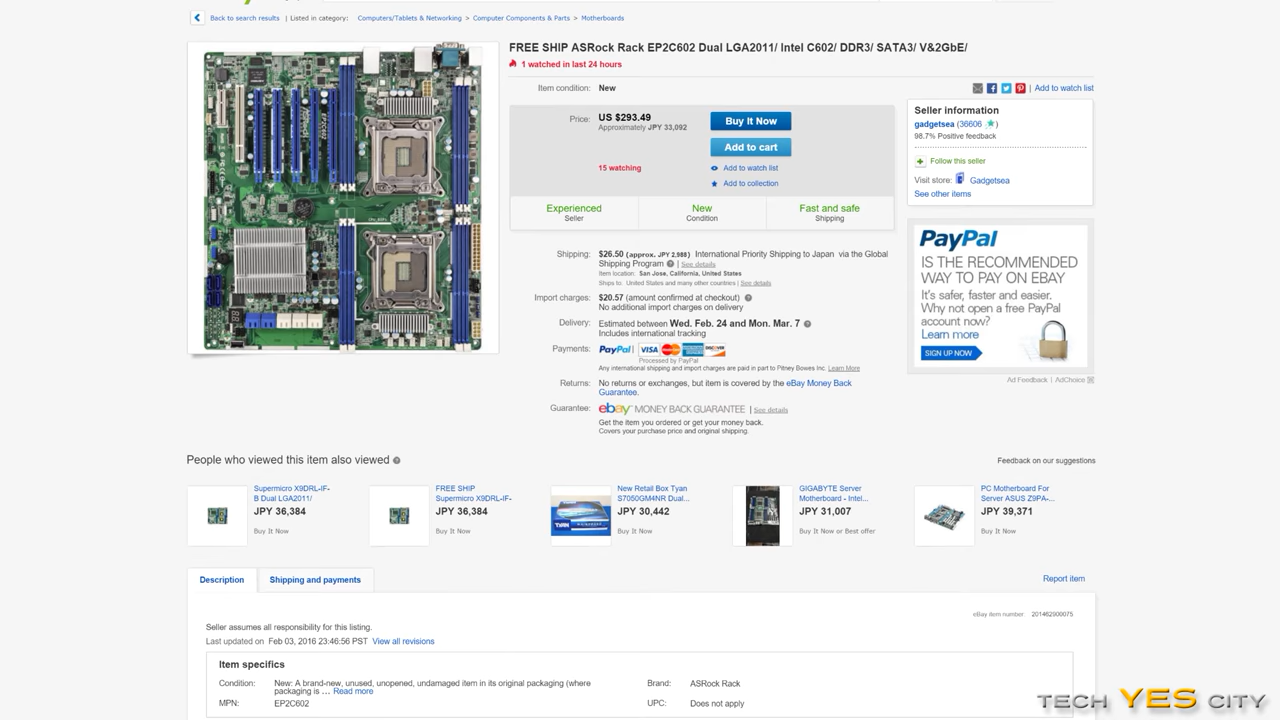 Back to search results | Listed in category: Computers/Tablets & Networking > Computer Components & Parts > Motherboards
FREE SHIP ASRock Rack EP2C602 Dual LGA2011/ Intel C602/ DDR3/ SATA3/ V&2GbE/
1 watched in last 24 hours
Item condition: New
| Add to watch list
Price: US $293.49
Approximately JPY 33,092
Buy It Now
Add to cart
15 watching
Add to watch list
Add to collection
Experienced
Seller
New
Condition
Fast and safe
Shipping
Shipping: $26.50 (approx. JPY 2,988) International Priority Shipping to Japan via the Global
Shipping Program | See details
Item location: San Jose, California, United States
Ships to: United States and many other countries | See details
Import charges: $20.57 (amount confirmed at checkout)
No additional import charges on delivery
Delivery: Estimated between Wed. Feb. 24 and Mon. Mar. 7
Includes international tracking
Payments: PayPal VISA DISCOVER
Processed by PayPal
Any international shipping and import charges are paid in part to Pitney Bowes Inc. Learn More
Returns: No returns or exchanges, but item is covered by the eBay Money Back
Guarantee.
Guarantee: ebay MONEY BACK GUARANTEE | See details
Get the item you ordered or get your money back.
Covers your purchase price and original shipping.
Seller information
gadgetsea (36606 )
98.7% Positive feedback
Follow this seller
Visit store: Gadgetsea
See other items
PayPal
IS THE RECOMMENDED
WAY TO PAY ON EBAY
It's safer, faster and easier.
Why not open a free PayPal
account now?
Learn more
SIGN UP NOW
Ad Feedback | AdChoice
People who viewed this item also viewed
Feedback on our suggestions
Supermicro X9DRL-IF-
B Dual LGA2011/
JPY 36,384
Buy It Now
FREE SHIP
Supermicro X9DRL-IF-
JPY 36,384
Buy It Now
TYAN
New Retail Box Tyan
S7050GM4NR Dual...
JPY 30,442
Buy It Now
GIGABYTE Server
Motherboard - Intel...
JPY 31,007
Buy It Now or Best offer
PC Motherboard For
Server ASUS Z9PA-...
JPY 39,371
Buy It Now
Description
Shipping and payments
Report item
eBay item number 201462900075
Seller assumes all responsibility for this listing.
Last updated on Feb 03, 2016 23:46:56 PST View all revisions
Item specifics
Condition: New: A brand-new, unused, unopened, undamaged item in its original packaging (where
packaging is ... Read more
Brand: ASRock Rack
MPN: EP2C602
UPC: Does not apply
TECH YES CITY